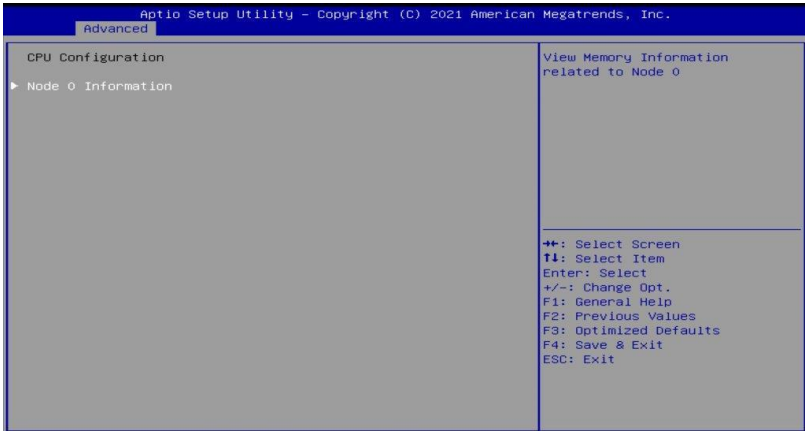 Aptio Setup Utility – Copyright (C) 2021 American Megatrends, Inc.
Advanced
CPU Configuration
► Node 0 Information
View Memory Information
related to Node 0
→←: Select Screen
↑↓: Select Item
Enter: Select
+/-: Change Opt.
F1: General Help
F2: Previous Values
F3: Optimized Defaults
F4: Save & Exit
ESC: Exit